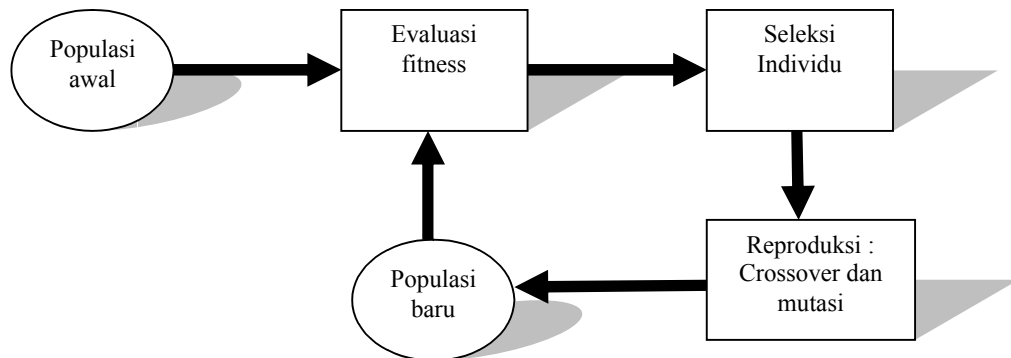 Populasi
awal
Evaluasi
fitness
Seleksi
Individu
Reproduksi :
Crossover dan
mutasi
Populasi
baru